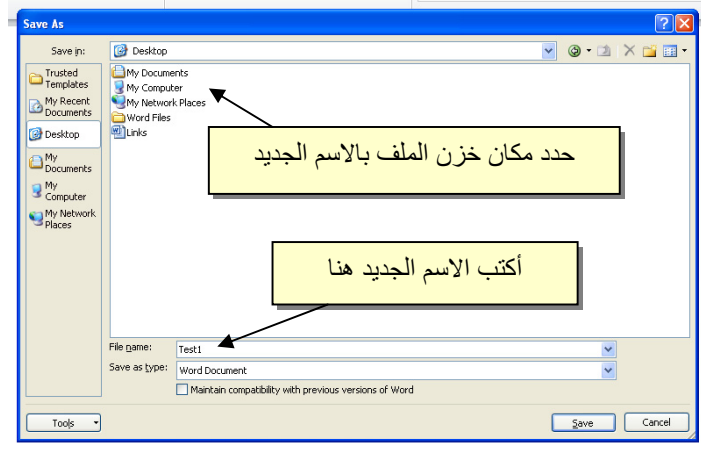 Save As
Save in:
Desktop
Trusted
Templates
My Recent
Documents
Desktop
My
Documents
My
Computer
My Network
Places
My Documents
My Computer
My Network Places
Word Files
Links
حدد مكان خزن الملف بالاسم الجديد
أكتب الاسم الجديد هنا
File name:
Test1
Save as type:
Word Document
Maintain compatibility with previous versions of Word
Tools
Save
Cancel